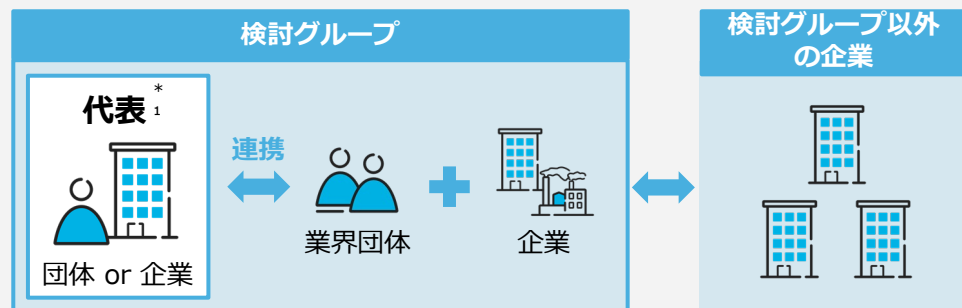 検討グループ
検討グループ以外
の企業
代表*1
連携
業界団体
企業
団体 or 企業